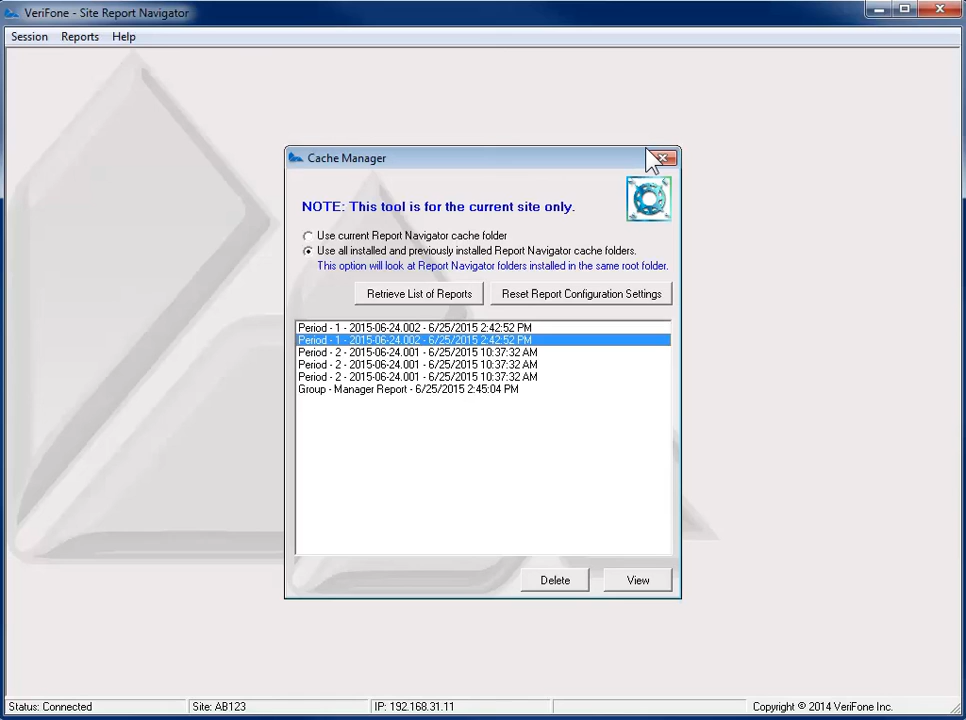 VeriFone - Site Report Navigator
Session Reports Help
Cache Manager
NOTE: This tool is for the current site only.
Use current Report Navigator cache folder
Use all installed and previously installed Report Navigator cache folders.
This option will look at Report Navigator folders installed in the same root folder.
Retrieve List of Reports Reset Report Configuration Settings
Period - 1 - 2015-06-24.002 - 6/25/2015 2:42:52 PM
Period - 1 - 2015-06-24.002 - 6/25/2015 2:42:52 PM
Period - 2 - 2015-06-24.001 - 6/25/2015 10:37:32 AM
Period - 2 - 2015-06-24.001 - 6/25/2015 10:37:32 AM
Period - 2 - 2015-06-24.001 - 6/25/2015 10:37:32 AM
Group - Manager Report - 6/25/2015 2:45:04 PM
Delete View
Status: Connected Site: AB123 IP: 192.168.31.11 Copyright © 2014 VeriFone Inc.